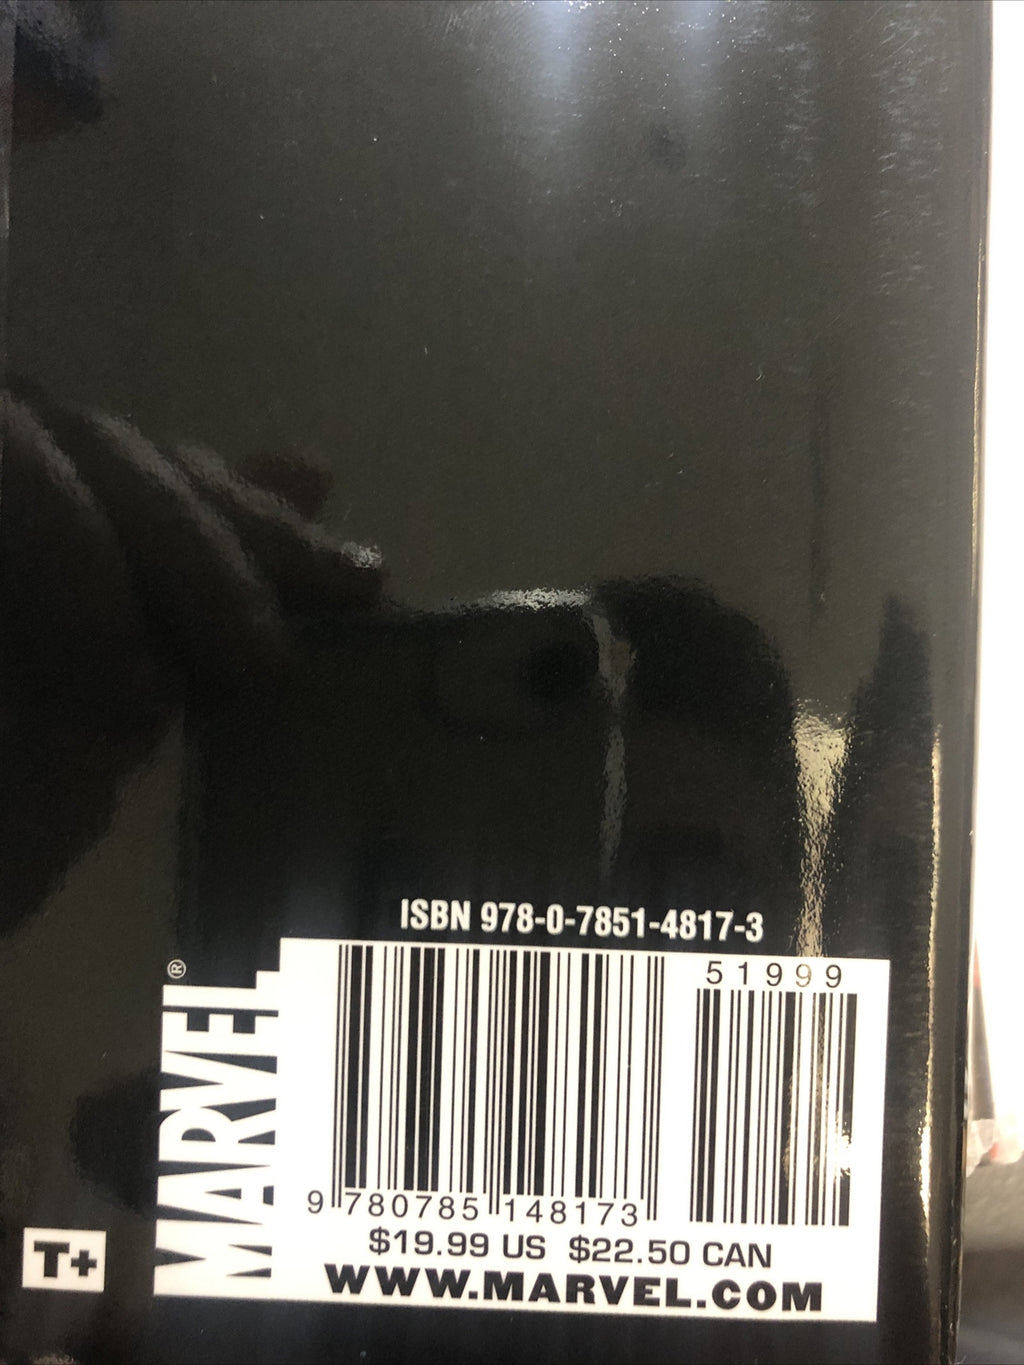 ISBN 978-0-7851-4817-3
51999
9 780785 148173
$19.99 US $22.50 CAN
WWW.MARVEL.COM
MARVEL®
T+